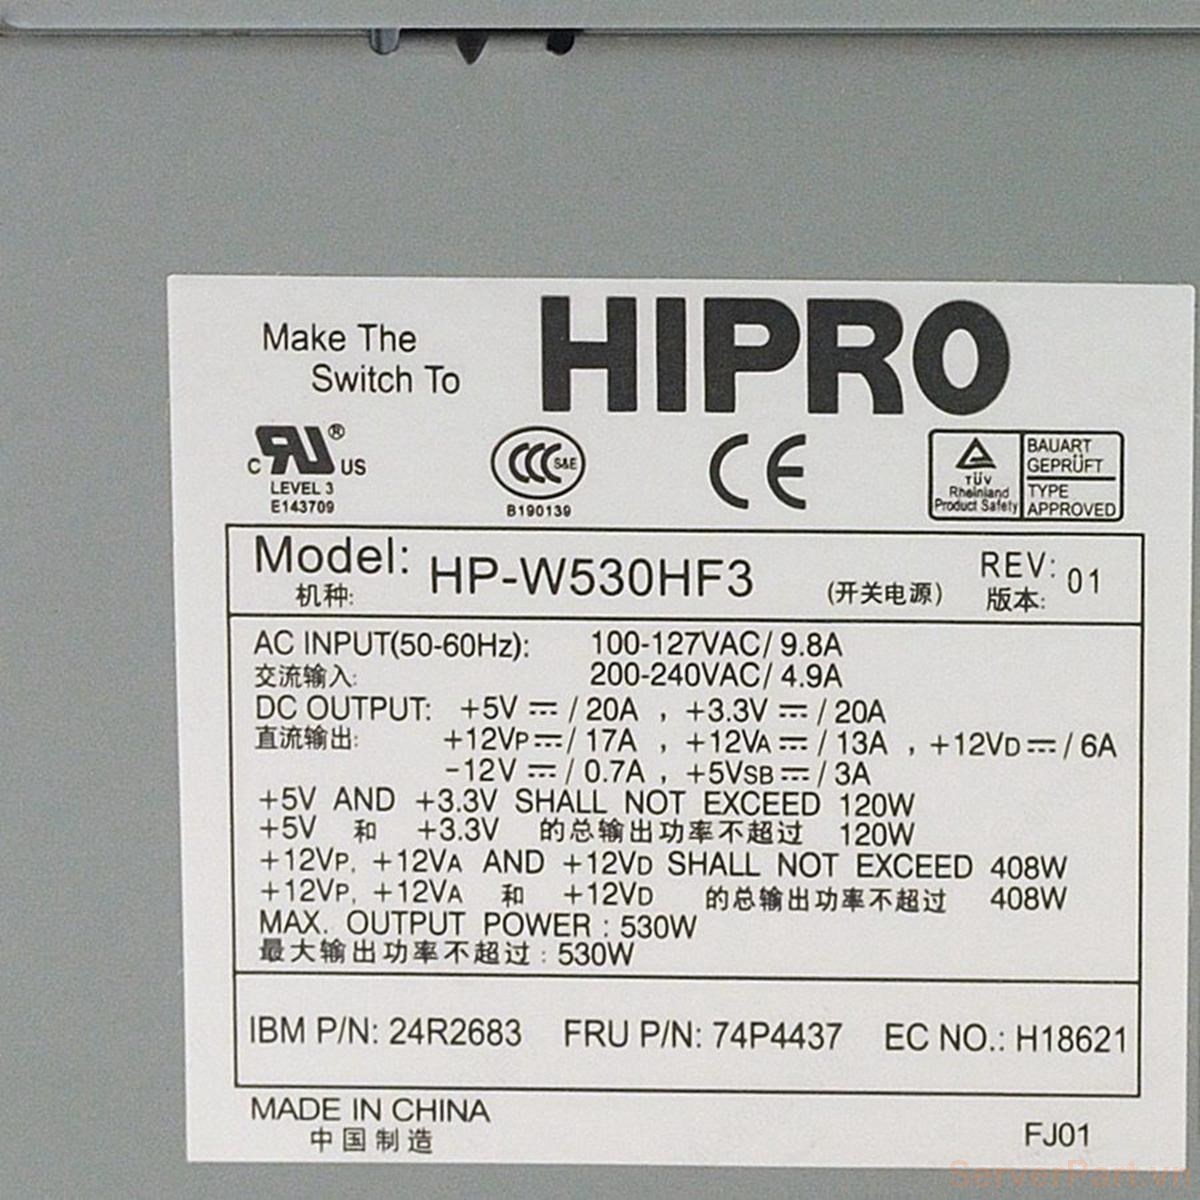 Make The
Switch To
HIPRO
C RU ® US
LEVEL 3
E143709
CCC S&E
B190139
CE
TÜV
Rheinland
Product Safety
BAUART
GEPRÜFT
TYPE
APPROVED
Model: HP-W530HF3 (开关电源) REV: 01
机种: 版本:
AC INPUT(50-60Hz): 100-127VAC/ 9.8A
交流输入: 200-240VAC/ 4.9A
DC OUTPUT: +5V ⎓ / 20A , +3.3V ⎓ / 20A
直流输出: +12VP ⎓ / 17A , +12VA ⎓ / 13A , +12VD ⎓ / 6A
-12V ⎓ / 0.7A , +5VSB ⎓ / 3A
+5V AND +3.3V SHALL NOT EXCEED 120W
+5V 和 +3.3V 的总输出功率不超过 120W
+12VP, +12VA AND +12VD SHALL NOT EXCEED 408W
+12VP, +12VA 和 +12VD 的总输出功率不超过 408W
MAX. OUTPUT POWER : 530W
最大输出功率不超过 : 530W
IBM P/N: 24R2683 FRU P/N: 74P4437 EC NO.: H18621
MADE IN CHINA
中国制造
FJ01
ServerPart.vn